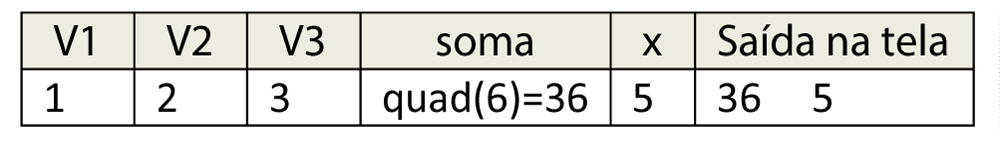 V1 V2 V3 soma x Saída na tela
1 2 3 quad(6)=36 5 36 5